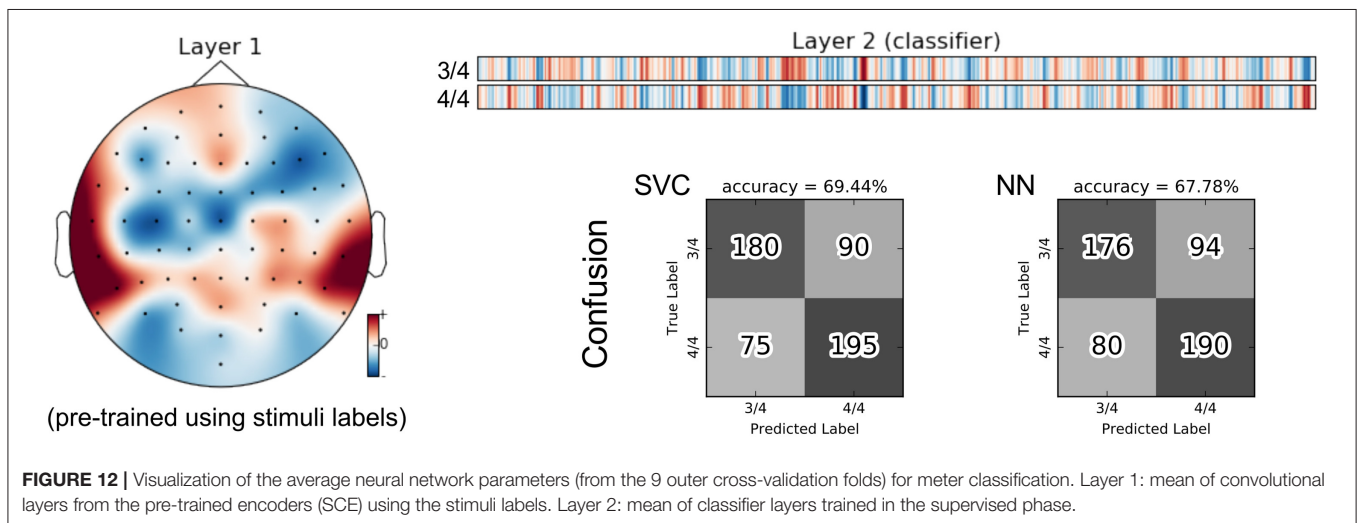 Layer 1
Layer 2 (classifier)
3/4
4/4
+
0
-
(pre-trained using stimuli labels)
Confusion
SVC
accuracy = 69.44%
True Label
3/4
180
90
4/4
75
195
3/4
4/4
Predicted Label
NN
accuracy = 67.78%
True Label
3/4
176
94
4/4
80
190
3/4
4/4
Predicted Label
FIGURE 12 | Visualization of the average neural network parameters (from the 9 outer cross-validation folds) for meter classification. Layer 1: mean of convolutional
layers from the pre-trained encoders (SCE) using the stimuli labels. Layer 2: mean of classifier layers trained in the supervised phase.